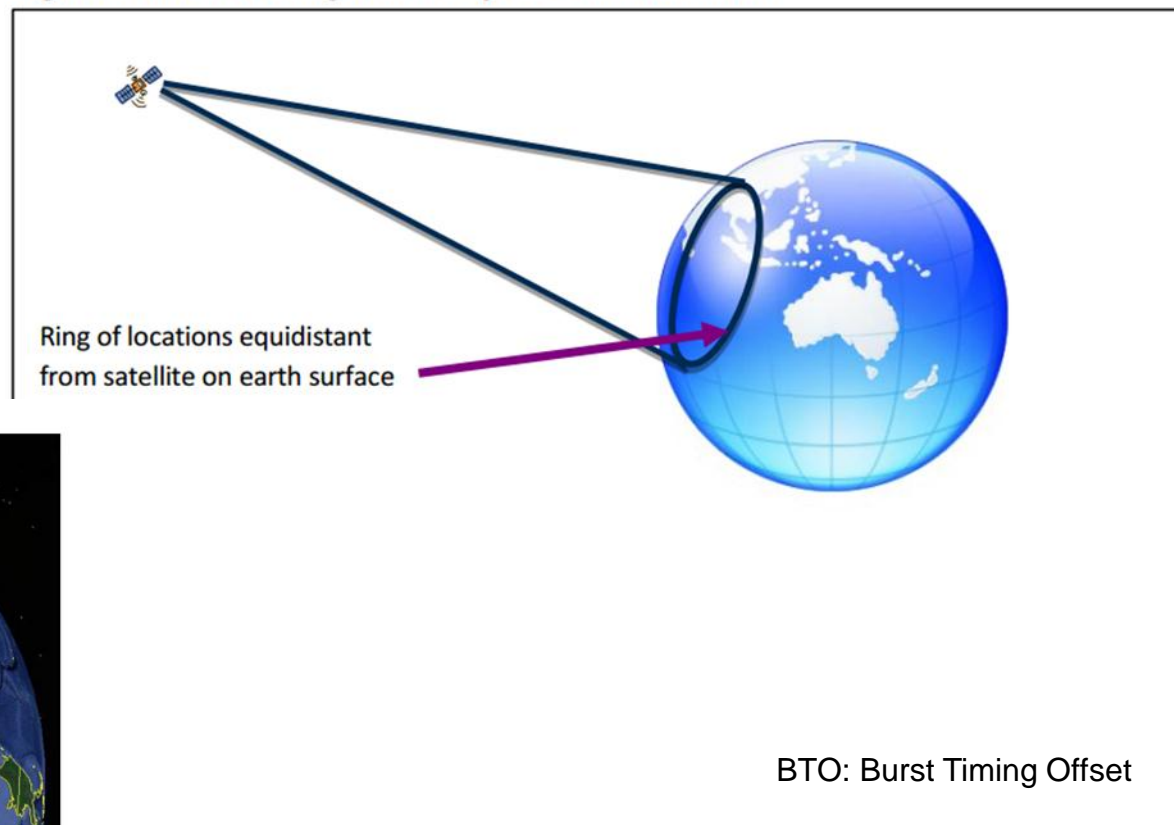 Ring of locations equidistant
from satellite on earth surface
BTO: Burst Timing Offset